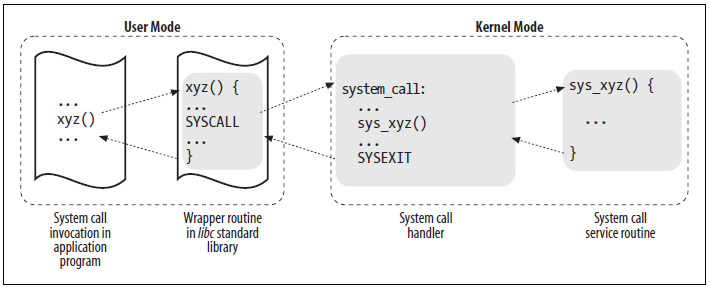 User Mode
Kernel Mode
...
xyz()
...
xyz() {
...
SYSCALL
...
}
system_call:
...
sys_xyz()
...
SYSEXIT
sys_xyz() {
...
}
System call
invocation in
application
program
Wrapper routine
in libc standard
library
System call
handler
System call
service routine